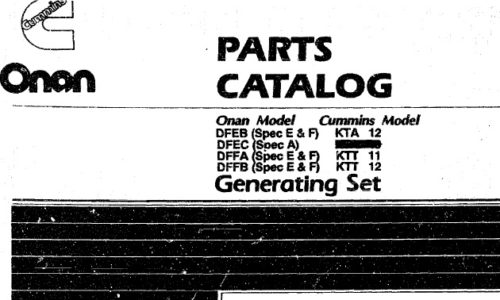 Cummins
Onan
PARTS
CATALOG
Onan Model Cummins Model
DFEB (Spec E & F) KTA 12
DFEC (Spec A)
DFFA (Spec E & F) KTT 11
DFFB (Spec E & F) KTT 12
Generating Set